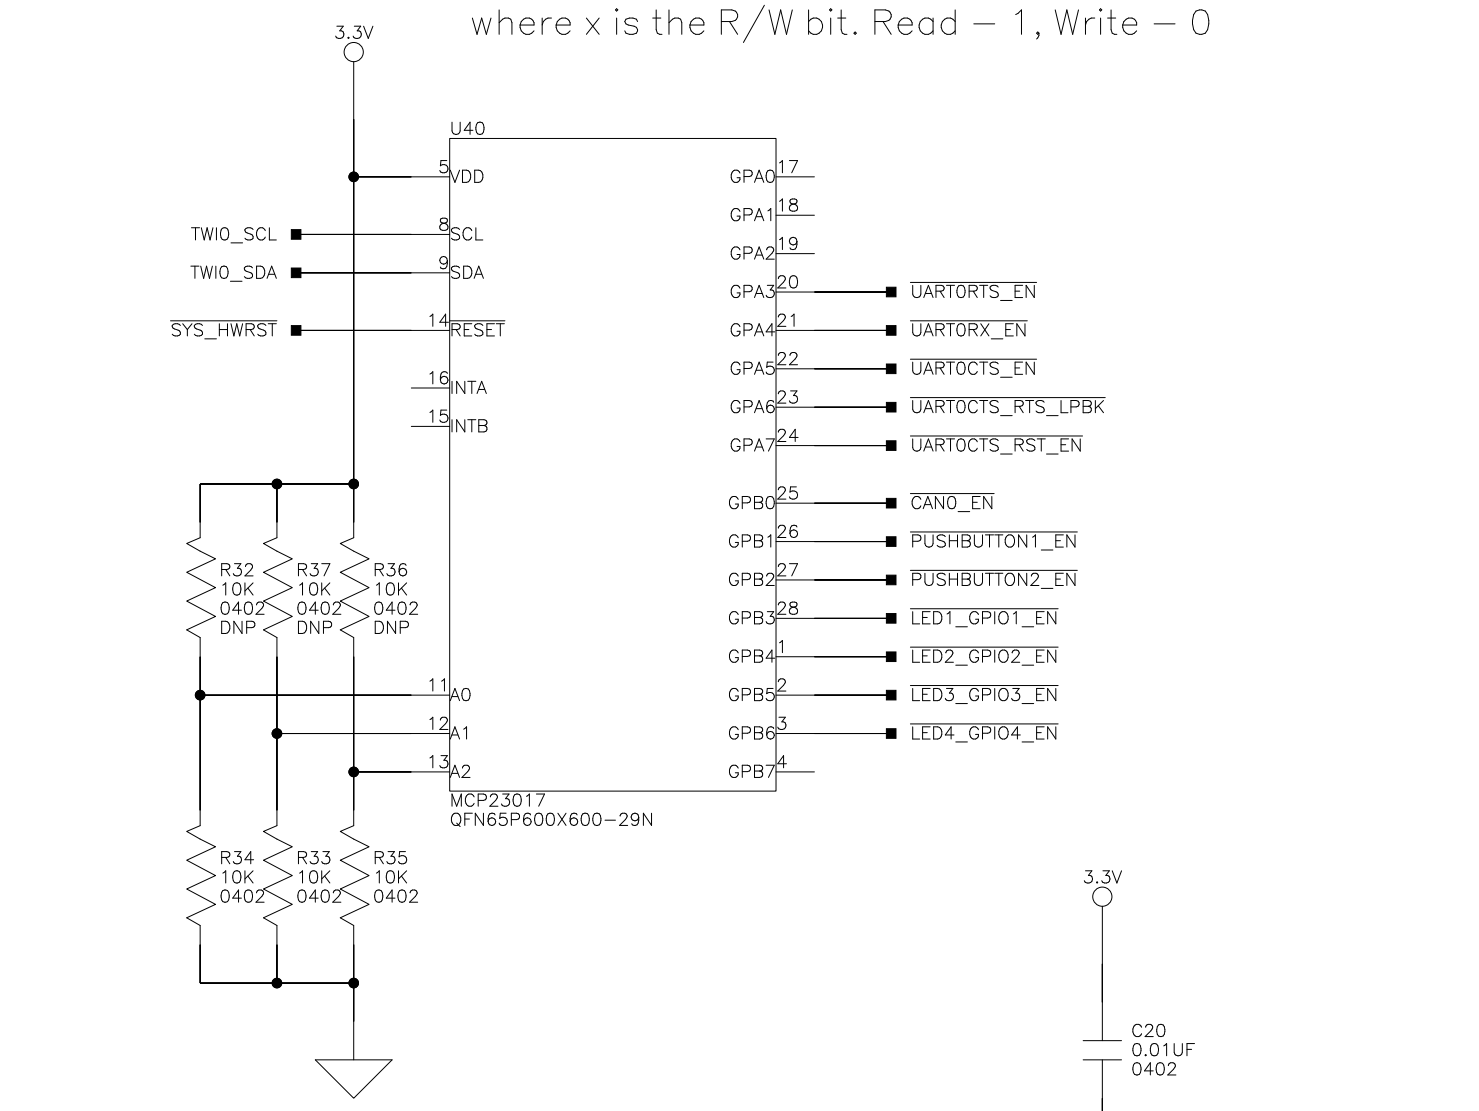 where x is the R/W bit. Read – 1, Write – 0
3.3V
U40
5 VDD
8 SCL
9 SDA
14 RESET
16 INTA
15 INTB
11 A0
12 A1
13 A2
TWI0_SCL
TWI0_SDA
SYS_HWRST
GPA0 17
GPA1 18
GPA2 19
GPA3 20 UART0RTS_EN
GPA4 21 UART0RX_EN
GPA5 22 UART0CTS_EN
GPA6 23 UART0CTS_RTS_LPBK
GPA7 24 UART0CTS_RST_EN
GPB0 25 CAN0_EN
GPB1 26 PUSHBUTTON1_EN
GPB2 27 PUSHBUTTON2_EN
GPB3 28 LED1_GPIO1_EN
GPB4 1 LED2_GPIO2_EN
GPB5 2 LED3_GPIO3_EN
GPB6 3 LED4_GPIO4_EN
GPB7 4
MCP23017
QFN65P600X600-29N
R32
10K
0402
DNP
R37
10K
0402
DNP
R36
10K
0402
DNP
R34
10K
0402
R33
10K
0402
R35
10K
0402
3.3V
C20
0.01UF
0402